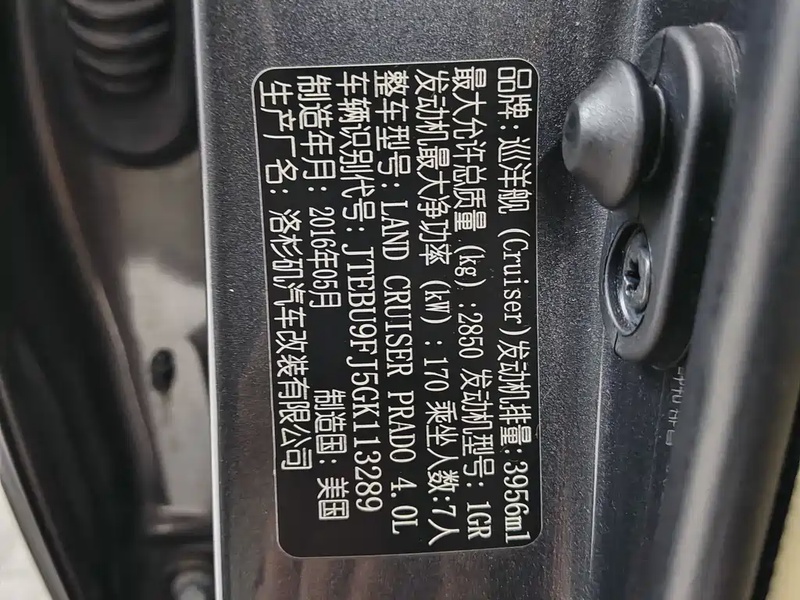 品牌:巡洋舰 (Cruiser)发动机排量:3956ml
最大允许总质量 (kg) :2850 发动机型号: 1GR
发动机最大净功率 (kW) :170 乘坐人数:7人
整车型号: LAND CRUISER PRADO 4.0L
车辆识别代号: JTEBU9FJ5GK113289
制造年月: 2016年05月 制造国: 美国
生产厂名: 洛杉矶汽车改装有限公司